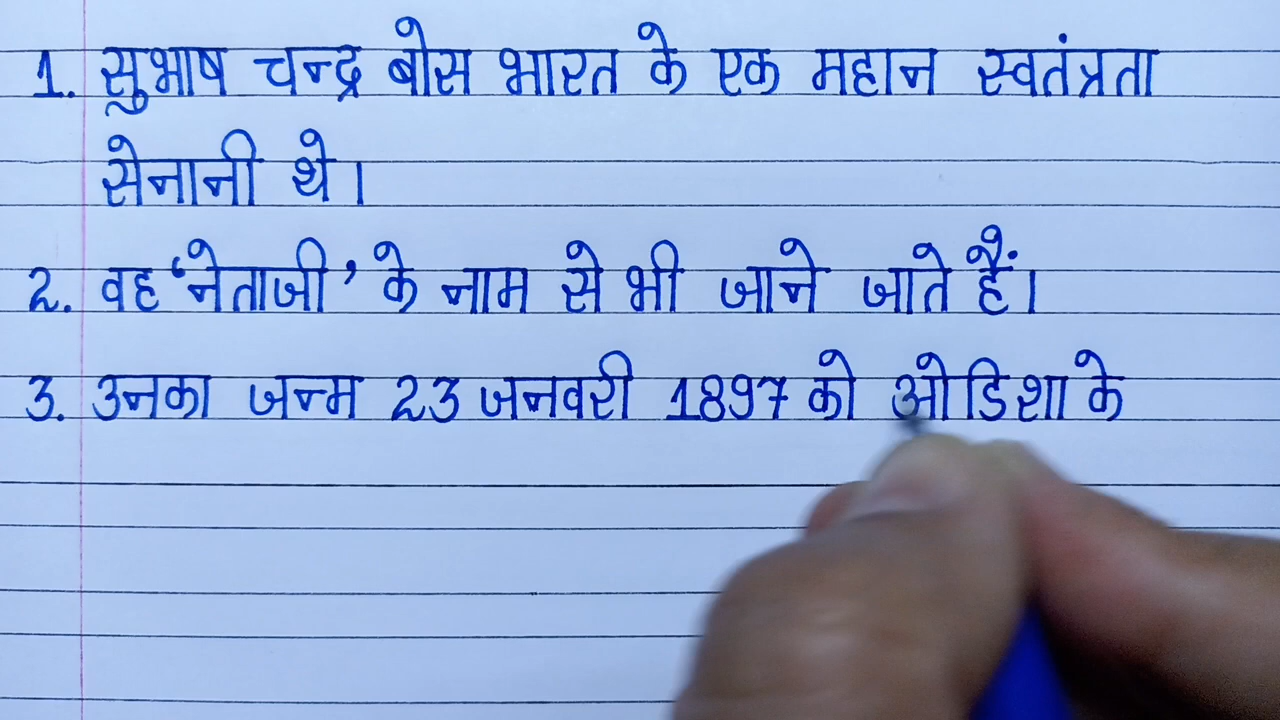 1. सुभाष चन्द्र बोस भारत के एक महान स्वतंत्रता
सेनानी थे।
2. वह ‘नेताजी’ के नाम से भी जाने जाते हैं।
3. उनका जन्म 23 जनवरी 1897 को ओडिशा के